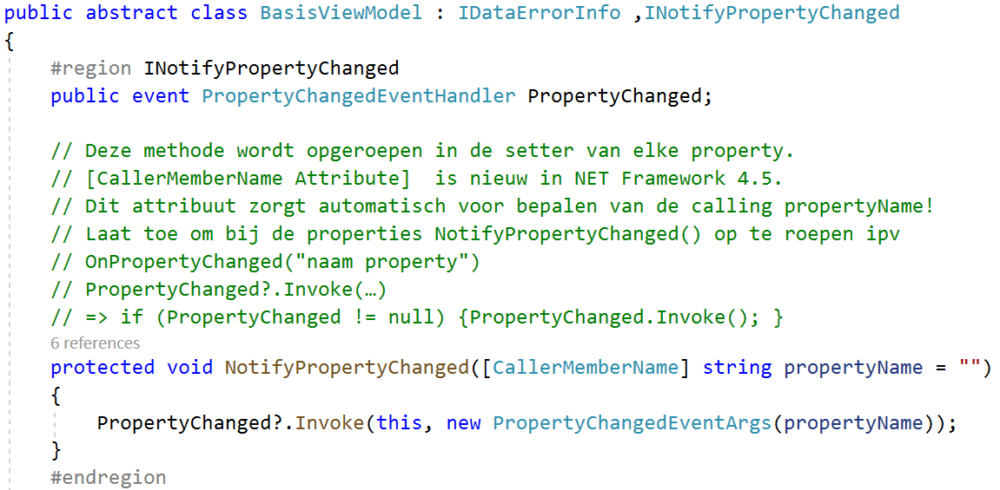 public abstract class BasisViewModel : IDataErrorInfo ,INotifyPropertyChanged
{
#region INotifyPropertyChanged
public event PropertyChangedEventHandler PropertyChanged;
// Deze methode wordt opgeroepen in de setter van elke property.
// [CallerMemberName Attribute]  is nieuw in NET Framework 4.5.
// Dit attribuut zorgt automatisch voor bepalen van de calling propertyName!
// Laat toe om bij de properties NotifyPropertyChanged() op te roepen ipv
// OnPropertyChanged("naam property")
// PropertyChanged?.Invoke(…)
// => if (PropertyChanged != null) {PropertyChanged.Invoke(); }
6 references
protected void NotifyPropertyChanged([CallerMemberName] string propertyName = "")
{
PropertyChanged?.Invoke(this, new PropertyChangedEventArgs(propertyName));
}
#endregion